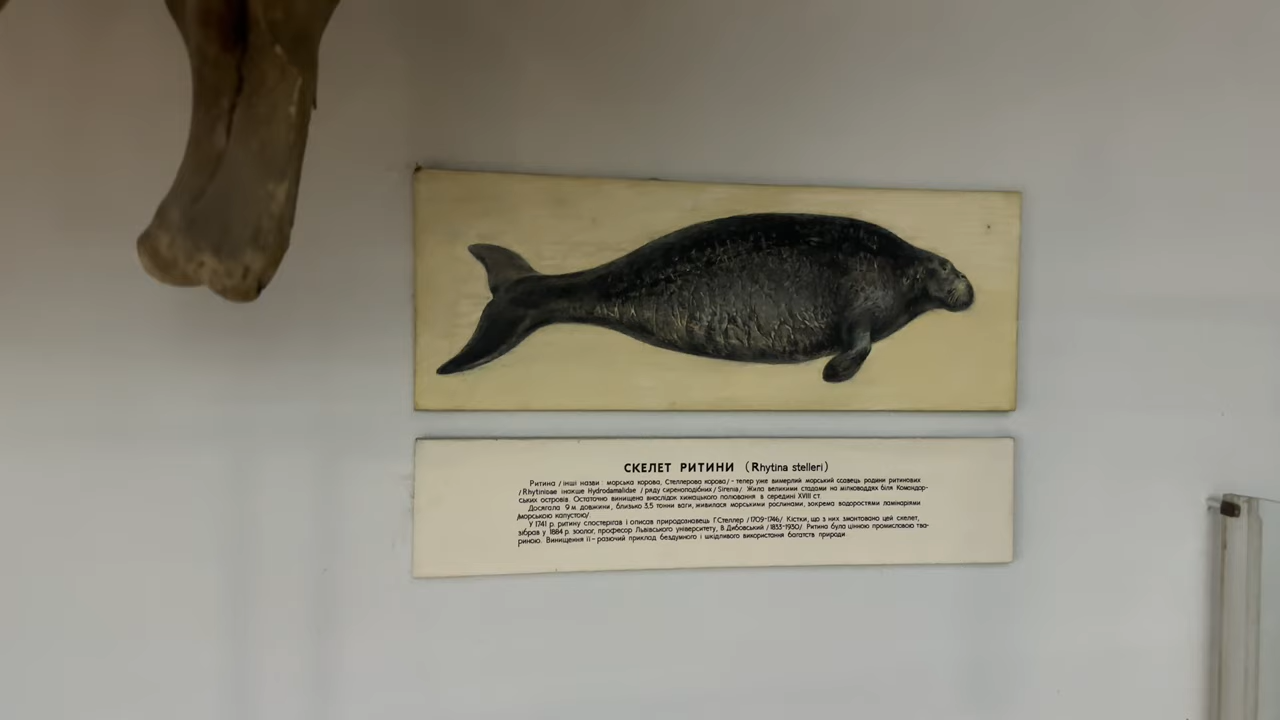 СКЕЛЕТ РИТИНИ (Rhytina stelleri)
Ритина /інші назви: морська корова, Стеллерова корова/ - тепер уже вимерлий морський ссавець родини ритинових
/Rhytiniae інакше Hydrodamalidae / ряду сиреноподібних /Sirenia/. Жила великими стадами на мілководдях біля Командор-
ських островів. Остаточно винищена внаслідок хижацького полювання в середині XVIII ст.
Досягала 9 м довжини, близько 3,5 тонни ваги, живилася морськими рослинами, зокрема водоростями ламінаріями
/морською капустою/.
У 1741 р. ритину спостерігав і описав природознавець Г.Стеллер /1709-1746/. Кістки, що з них змонтовано цей скелет,
зібрав у 1884 р. зоолог, професор Львівського університету, Б Дибовський /1833-1930/. Ритина була цінною промисловою тва-
риною. Винищення її - разючий приклад бездумного і шкідливого використання багатств природи